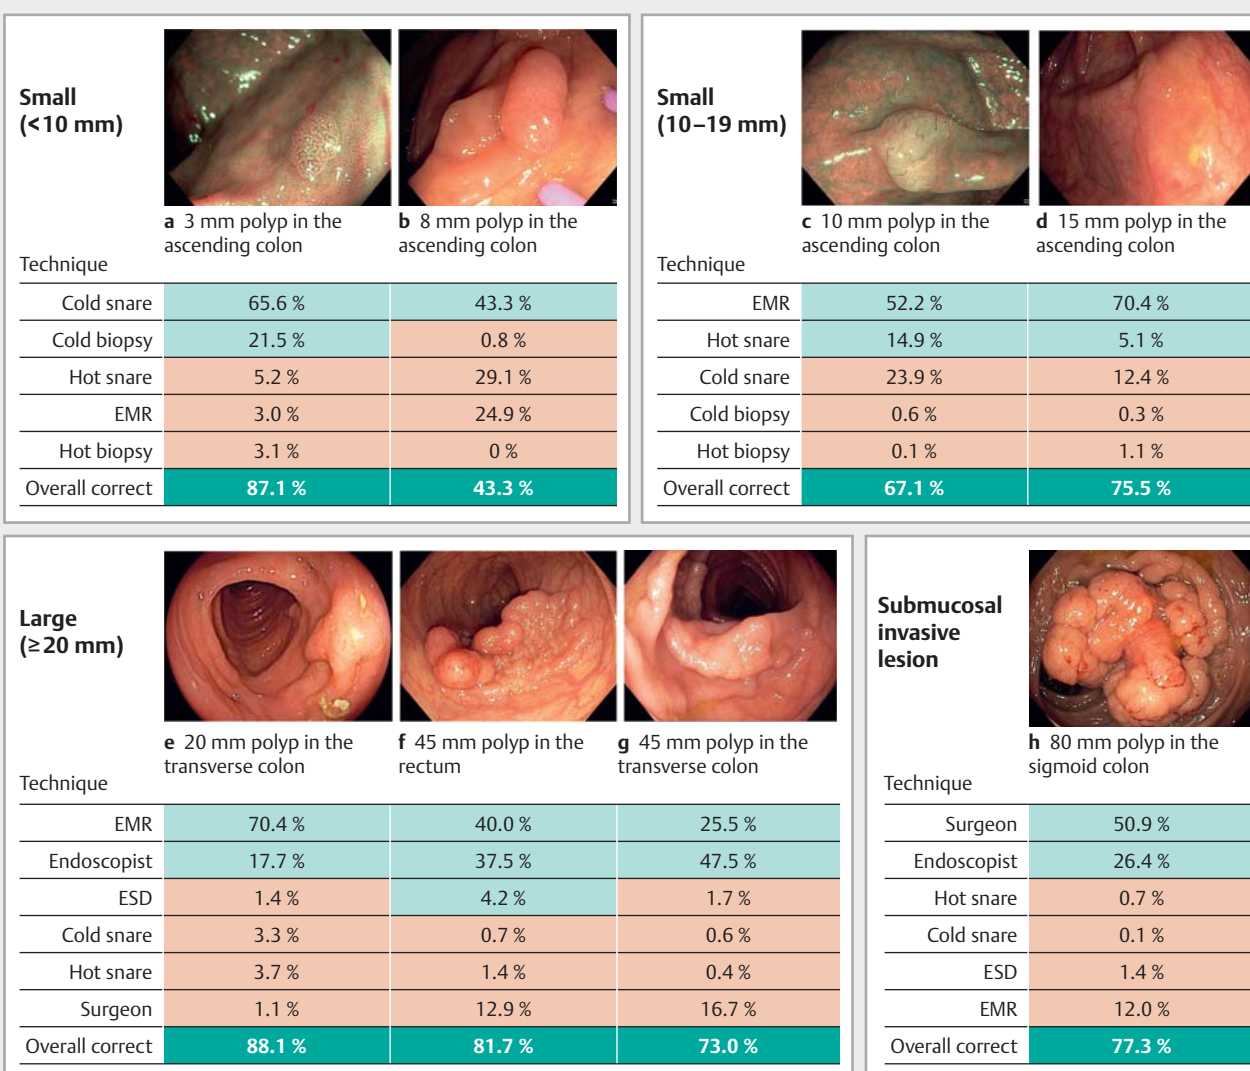 Small
(<10 mm)
a 3 mm polyp in the
ascending colon
b 8 mm polyp in the
ascending colon
Technique
Cold snare 65.6 % 43.3 %
Cold biopsy 21.5 % 0.8 %
Hot snare 5.2 % 29.1 %
EMR 3.0 % 24.9 %
Hot biopsy 3.1 % 0 %
Overall correct 87.1 % 43.3 %
Small
(10–19 mm)
c 10 mm polyp in the
ascending colon
d 15 mm polyp in the
ascending colon
Technique
EMR 52.2 % 70.4 %
Hot snare 14.9 % 5.1 %
Cold snare 23.9 % 12.4 %
Cold biopsy 0.6 % 0.3 %
Hot biopsy 0.1 % 1.1 %
Overall correct 67.1 % 75.5 %
Large
(≥20 mm)
e 20 mm polyp in the
transverse colon
f 45 mm polyp in the
rectum
g 45 mm polyp in the
transverse colon
Technique
EMR 70.4 % 40.0 % 25.5 %
Endoscopist 17.7 % 37.5 % 47.5 %
ESD 1.4 % 4.2 % 1.7 %
Cold snare 3.3 % 0.7 % 0.6 %
Hot snare 3.7 % 1.4 % 0.4 %
Surgeon 1.1 % 12.9 % 16.7 %
Overall correct 88.1 % 81.7 % 73.0 %
Submucosal
invasive
lesion
h 80 mm polyp in the
sigmoid colon
Technique
Surgeon 50.9 %
Endoscopist 26.4 %
Hot snare 0.7 %
Cold snare 0.1 %
ESD 1.4 %
EMR 12.0 %
Overall correct 77.3 %